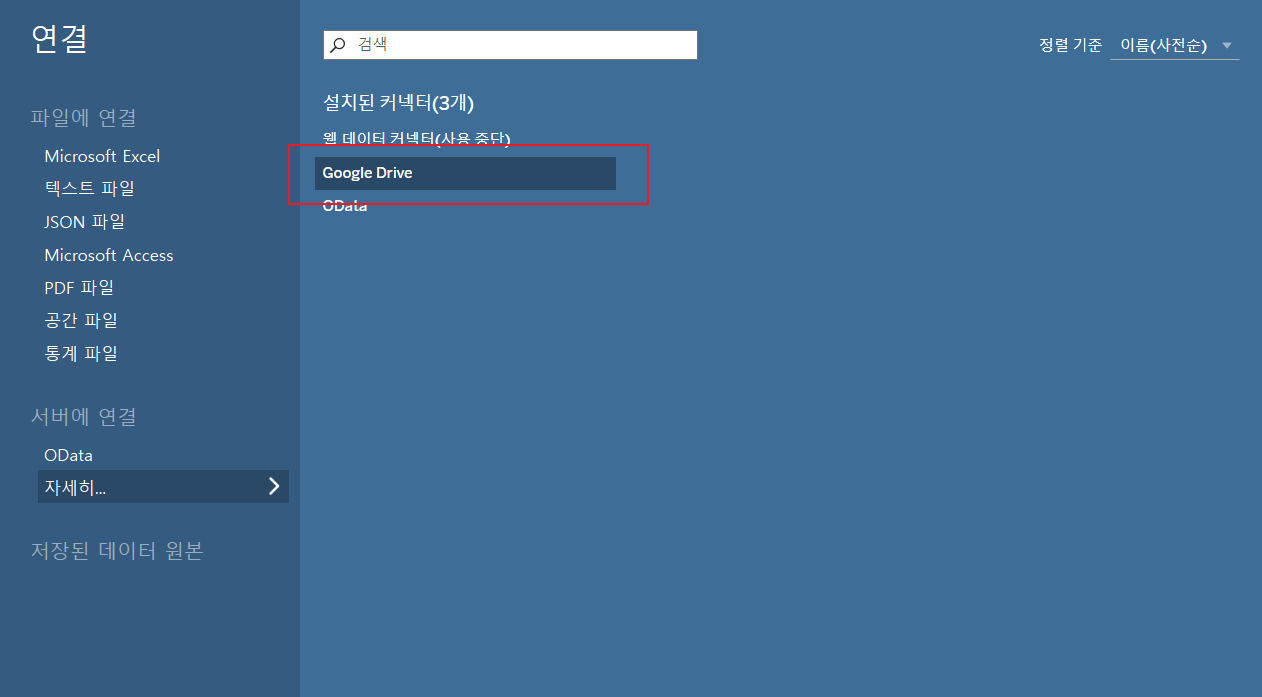 연결
파일에 연결
Microsoft Excel
텍스트 파일
JSON 파일
Microsoft Access
PDF 파일
공간 파일
통계 파일
서버에 연결
OData
자세히...
저장된 데이터 원본
검색
정렬 기준 이름(사전순)
설치된 커넥터(3개)
웹 데이터 커넥터(사용 중단)
Google Drive
OData